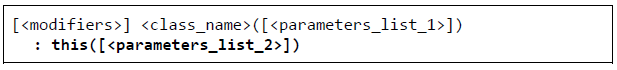 [<modifiers>] <class_name>([<parameters_list_1>])
: this([<parameters_list_2>])